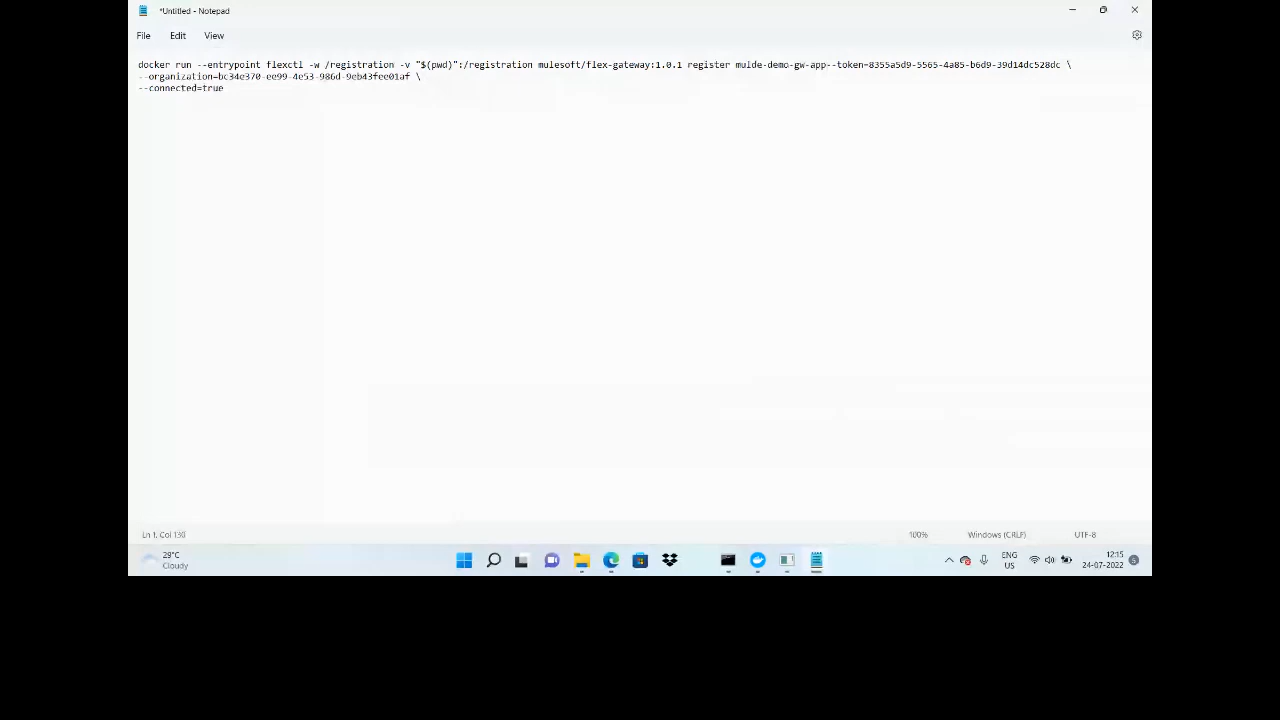 *Untitled - Notepad
File Edit View
docker run --entrypoint flexctl -w /registration -v "$(pwd)":/registration mulesoft/flex-gateway:1.0.1 register mulde-demo-gw-app--token=8355a5d9-5565-4a85-b6d9-39d14dc528dc \
--organization=bc34e370-ee99-4e53-986d-9eb43fee01af \
--connected=true
Ln 1, Col 130 100% Windows (CRLF) UTF-8
29°C
Cloudy
ENG
US
12:15
24-07-2022